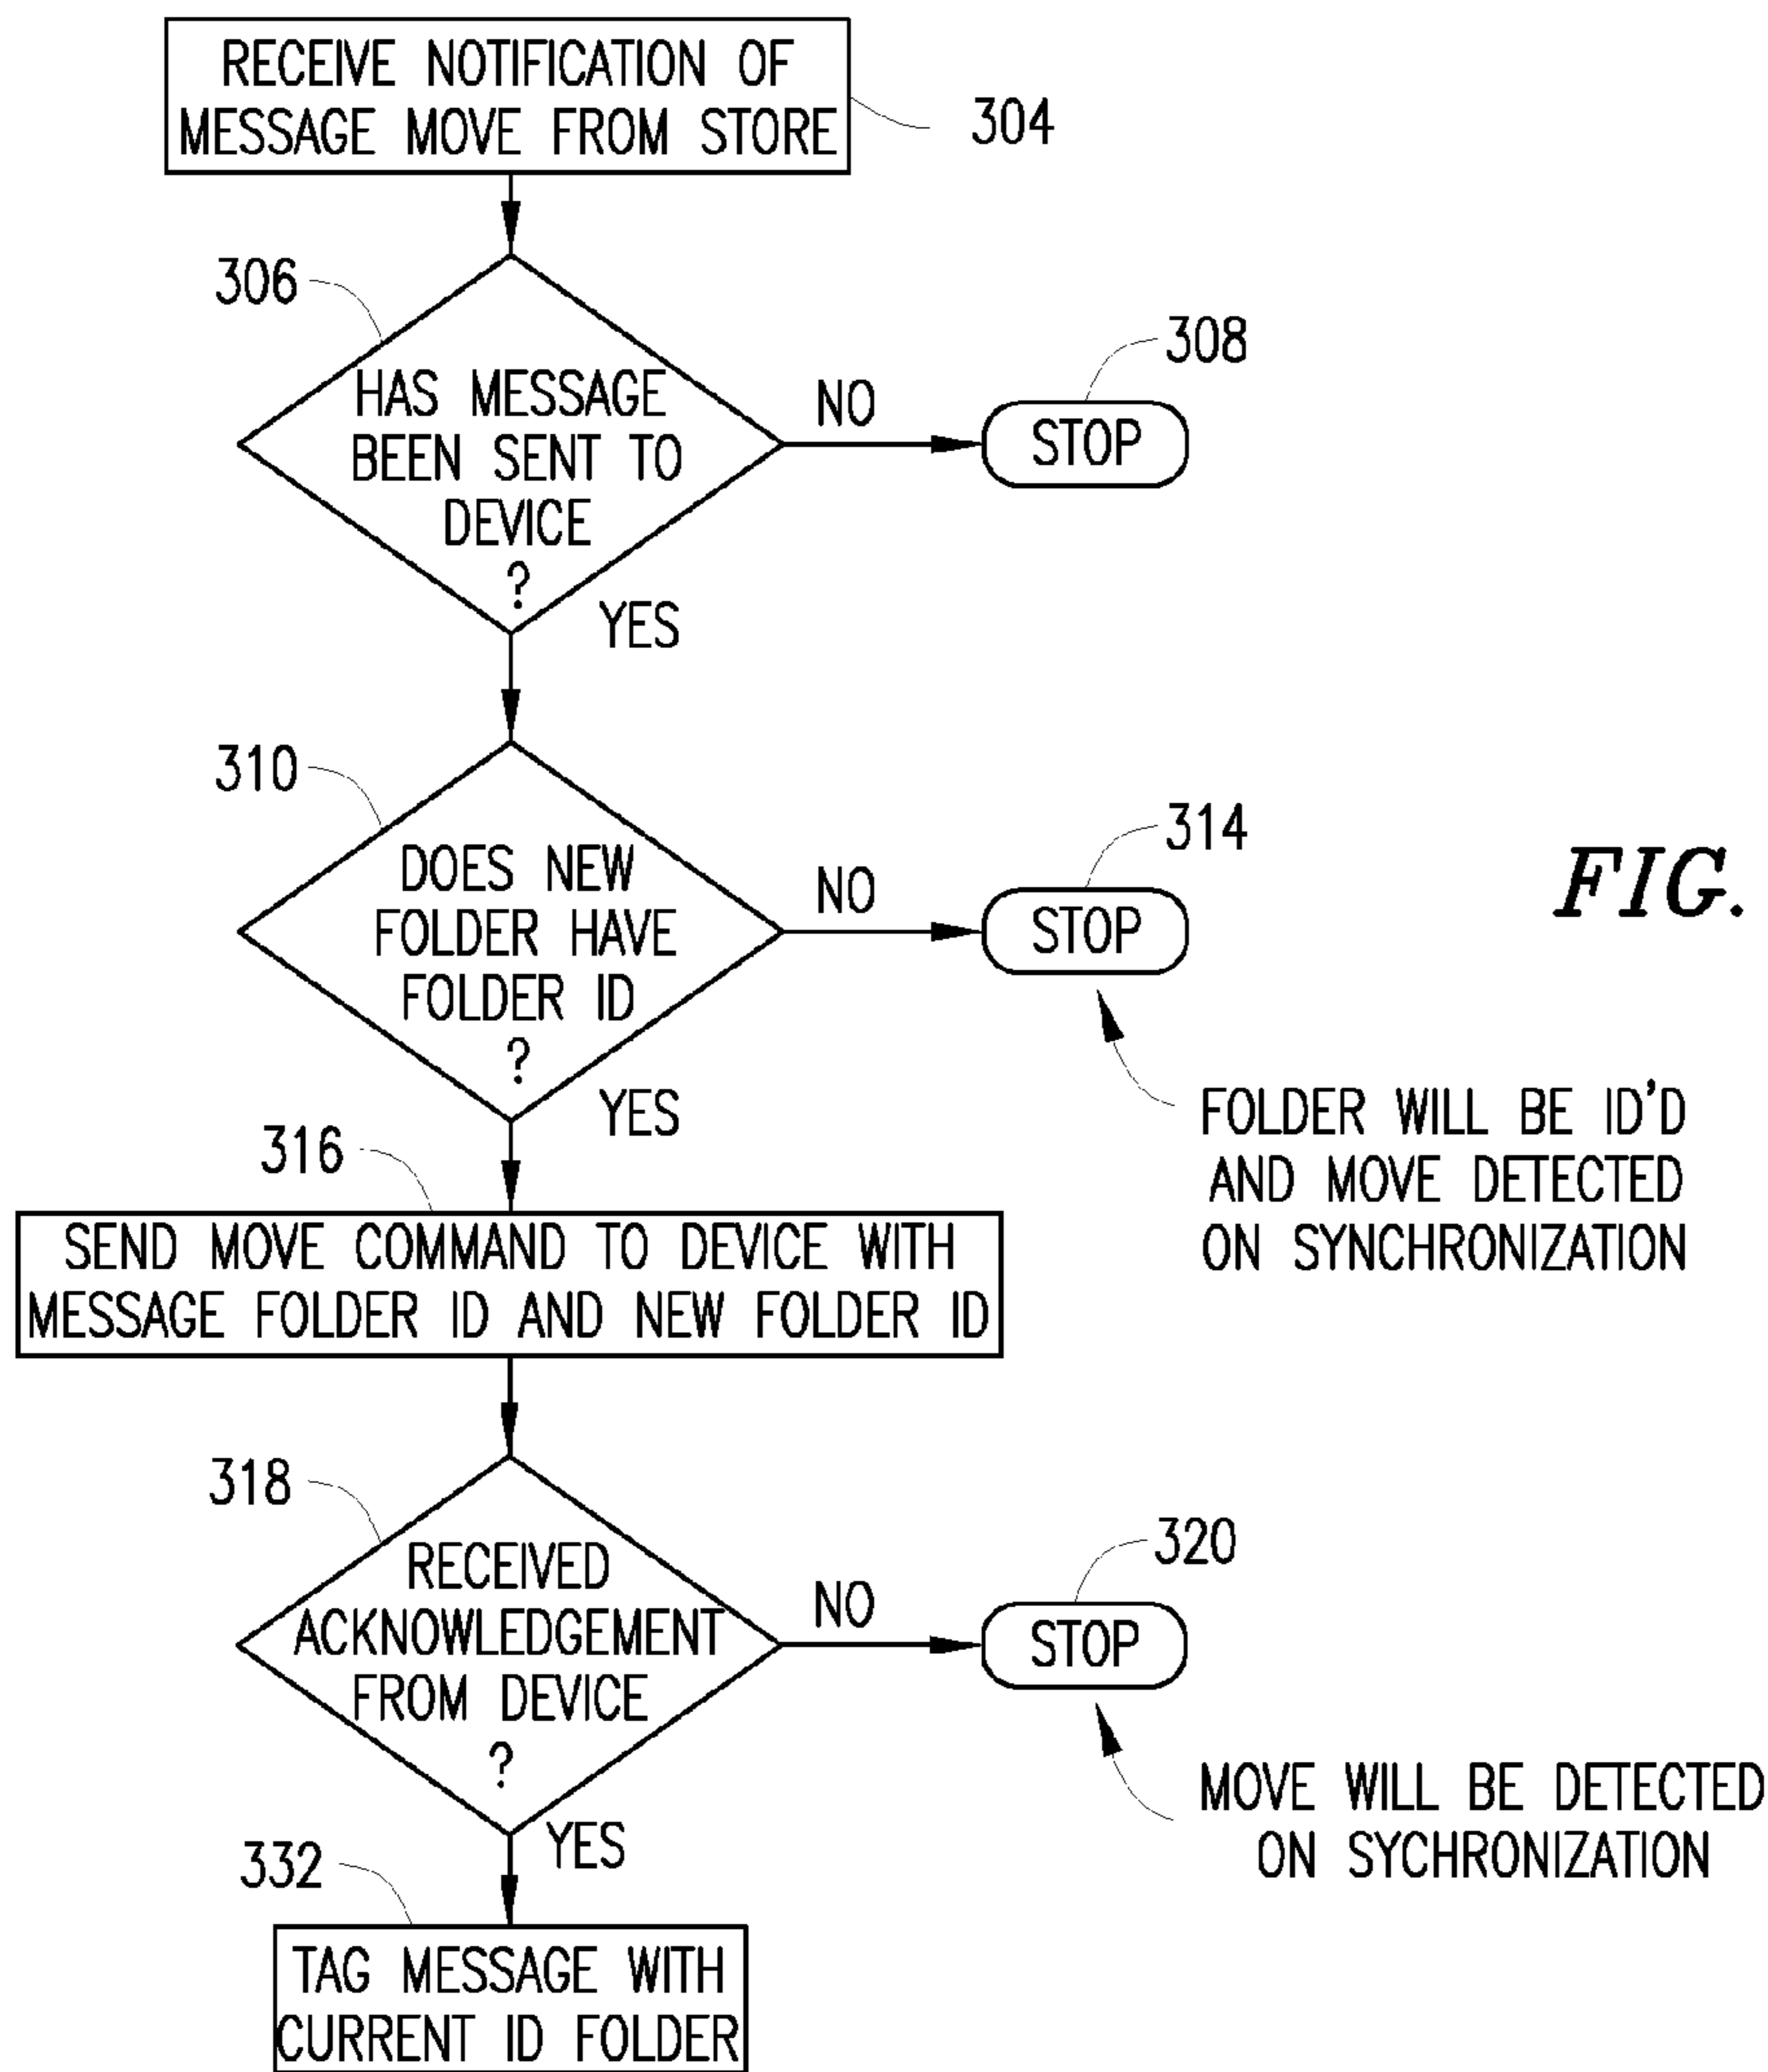 RECEIVE NOTIFICATION OF
MESSAGE MOVE FROM STORE
304
306
HAS MESSAGE
BEEN SENT TO
DEVICE
?
NO
308
STOP
YES
310
DOES NEW
FOLDER HAVE
FOLDER ID
?
NO
314
STOP
FIG.
FOLDER WILL BE ID'D
AND MOVE DETECTED
ON SYNCHRONIZATION
YES
316
SEND MOVE COMMAND TO DEVICE WITH
MESSAGE FOLDER ID AND NEW FOLDER ID
318
RECEIVED
ACKNOWLEDGEMENT
FROM DEVICE
?
NO
320
STOP
MOVE WILL BE DETECTED
ON SYCHRONIZATION
YES
332
TAG MESSAGE WITH
CURRENT ID FOLDER